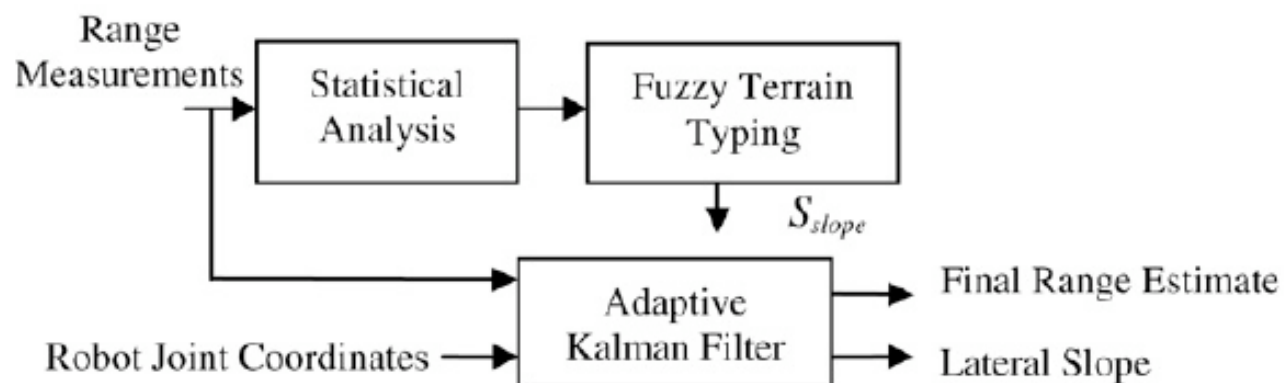 Range
Measurements
Statistical
Analysis
Fuzzy Terrain
Typing
S_slope
Adaptive
Kalman Filter
Robot Joint Coordinates
Final Range Estimate
Lateral Slope